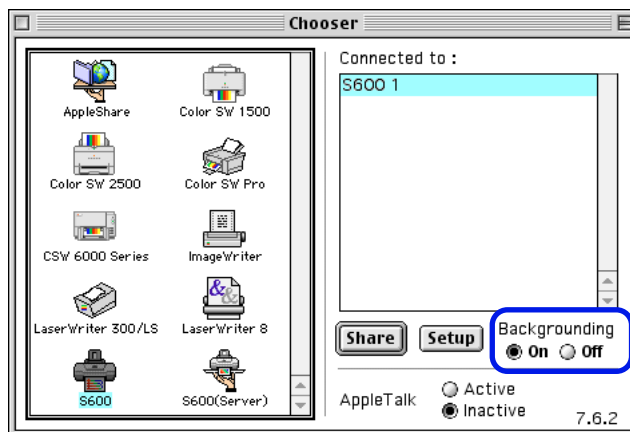 Chooser
AppleShare
Color SW 1500
Color SW 2500
Color SW Pro
CSW 6000 Series
ImageWriter
LaserWriter 300/LS
LaserWriter 8
S600
S600(Server)
Connected to :
S600 1
Share
Setup
Backgrounding
On
Off
AppleTalk
Active
Inactive
7.6.2